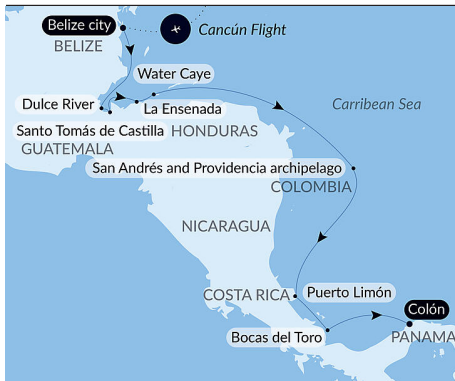 Belize city
BELIZE
Cancún Flight
Water Caye
Dulce River
La Ensenada
Carribean Sea
Santo Tomás de Castilla
HONDURAS
GUATEMALA
San Andrés and Providencia archipelago
COLOMBIA
NICARAGUA
COSTA RICA
Puerto Limón
Colón
Bocas del Toro
PANAMA